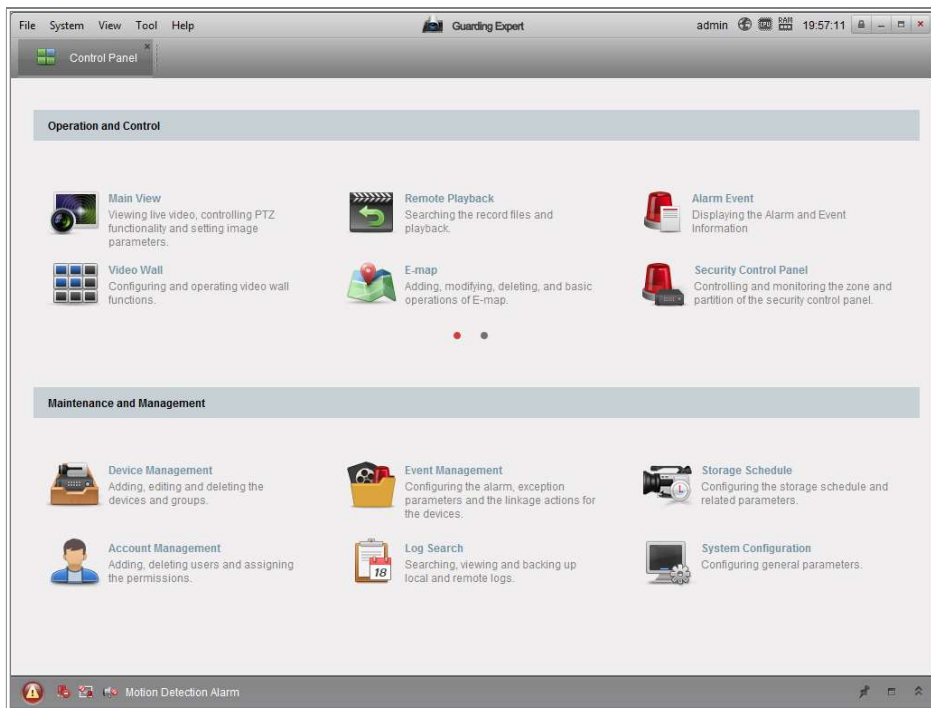 File System View Tool Help Guarding Expert admin CPU RAM 19:57:11
Control Panel
Operation and Control
Main View
Viewing live video, controlling PTZ
functionality and setting image
parameters.
Remote Playback
Searching the record files and
playback.
Alarm Event
Displaying the Alarm and Event
Information
Video Wall
Configuring and operating video wall
functions.
E-map
Adding, modifying, deleting, and basic
operations of E-map.
Security Control Panel
Controlling and monitoring the zone and
partition of the security control panel.
Maintenance and Management
Device Management
Adding, editing and deleting the
devices and groups.
Event Management
Configuring the alarm, exception
parameters and the linkage actions for
the devices.
Storage Schedule
Configuring the storage schedule and
related parameters.
Account Management
Adding, deleting users and assigning
the permissions.
18
Log Search
Searching, viewing and backing up
local and remote logs.
System Configuration
Configuring general parameters.
Motion Detection Alarm